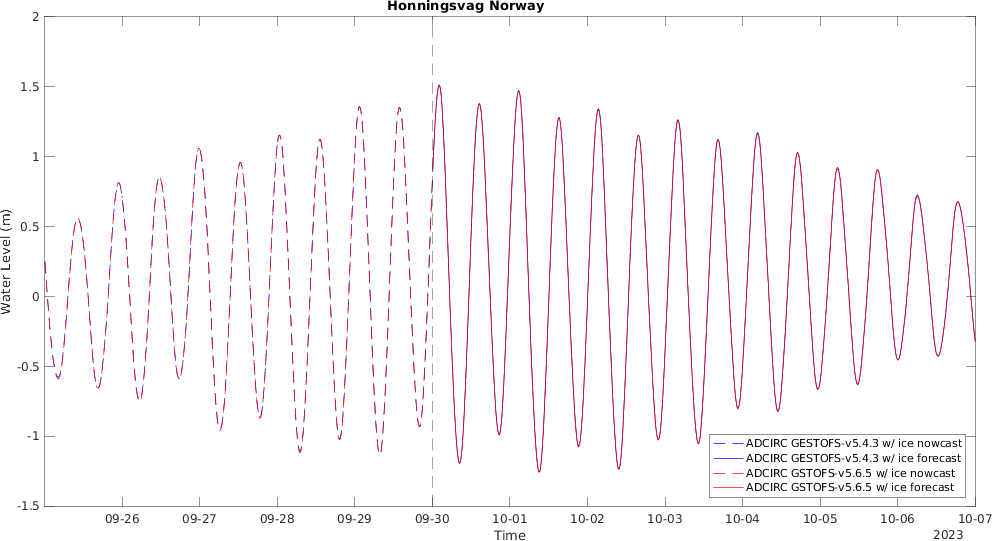 Honningsvag Norway
2
1.5
1
0.5
0
-0.5
-1
-1.5
Water Level (m)
ADCIRC GESTOFS-v5.4.3 w/ ice nowcast
ADCIRC GESTOFS-v5.4.3 w/ ice forecast
ADCIRC GSTOFS-v5.6.5 w/ ice nowcast
ADCIRC GSTOFS-v5.6.5 w/ ice forecast
09-26 09-27 09-28 09-29 09-30 10-01 10-02 10-03 10-04 10-05 10-06 10-07
Time
2023